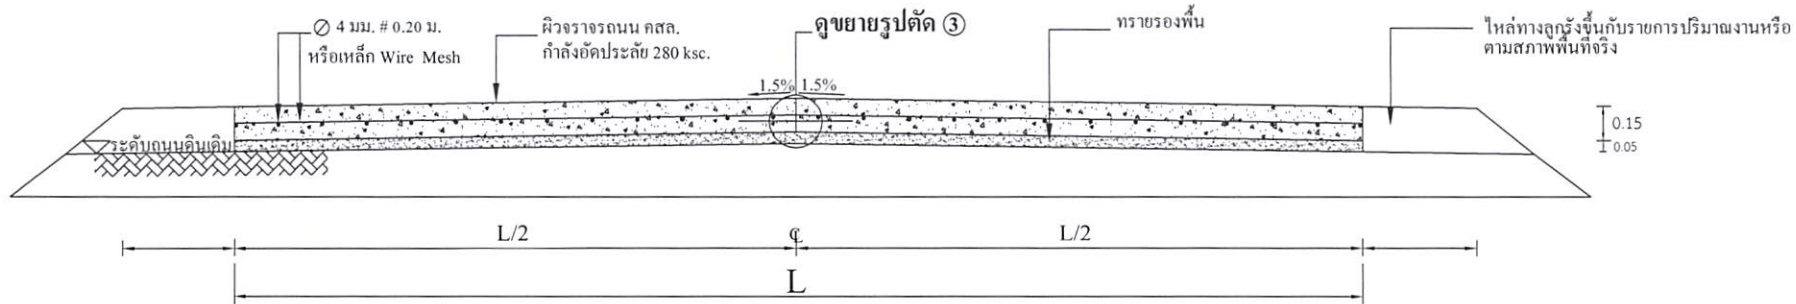 ∅ 4 มม. # 0.20 ม.
หรือเหล็ก Wire Mesh
ผิวจราจรถนน คสล.
กำลังอัดประลัย 280 ksc.
ดูขยายรูปตัด ③
ทรายรองพื้น
ไหล่ทางลูกรังขึ้นกับรายการปริมาณงานหรือ
ตามสภาพพื้นที่จริง
1.5% 1.5%
0.15
ระดับถนนดินเดิม
0.05
L/2 ℄ L/2
L